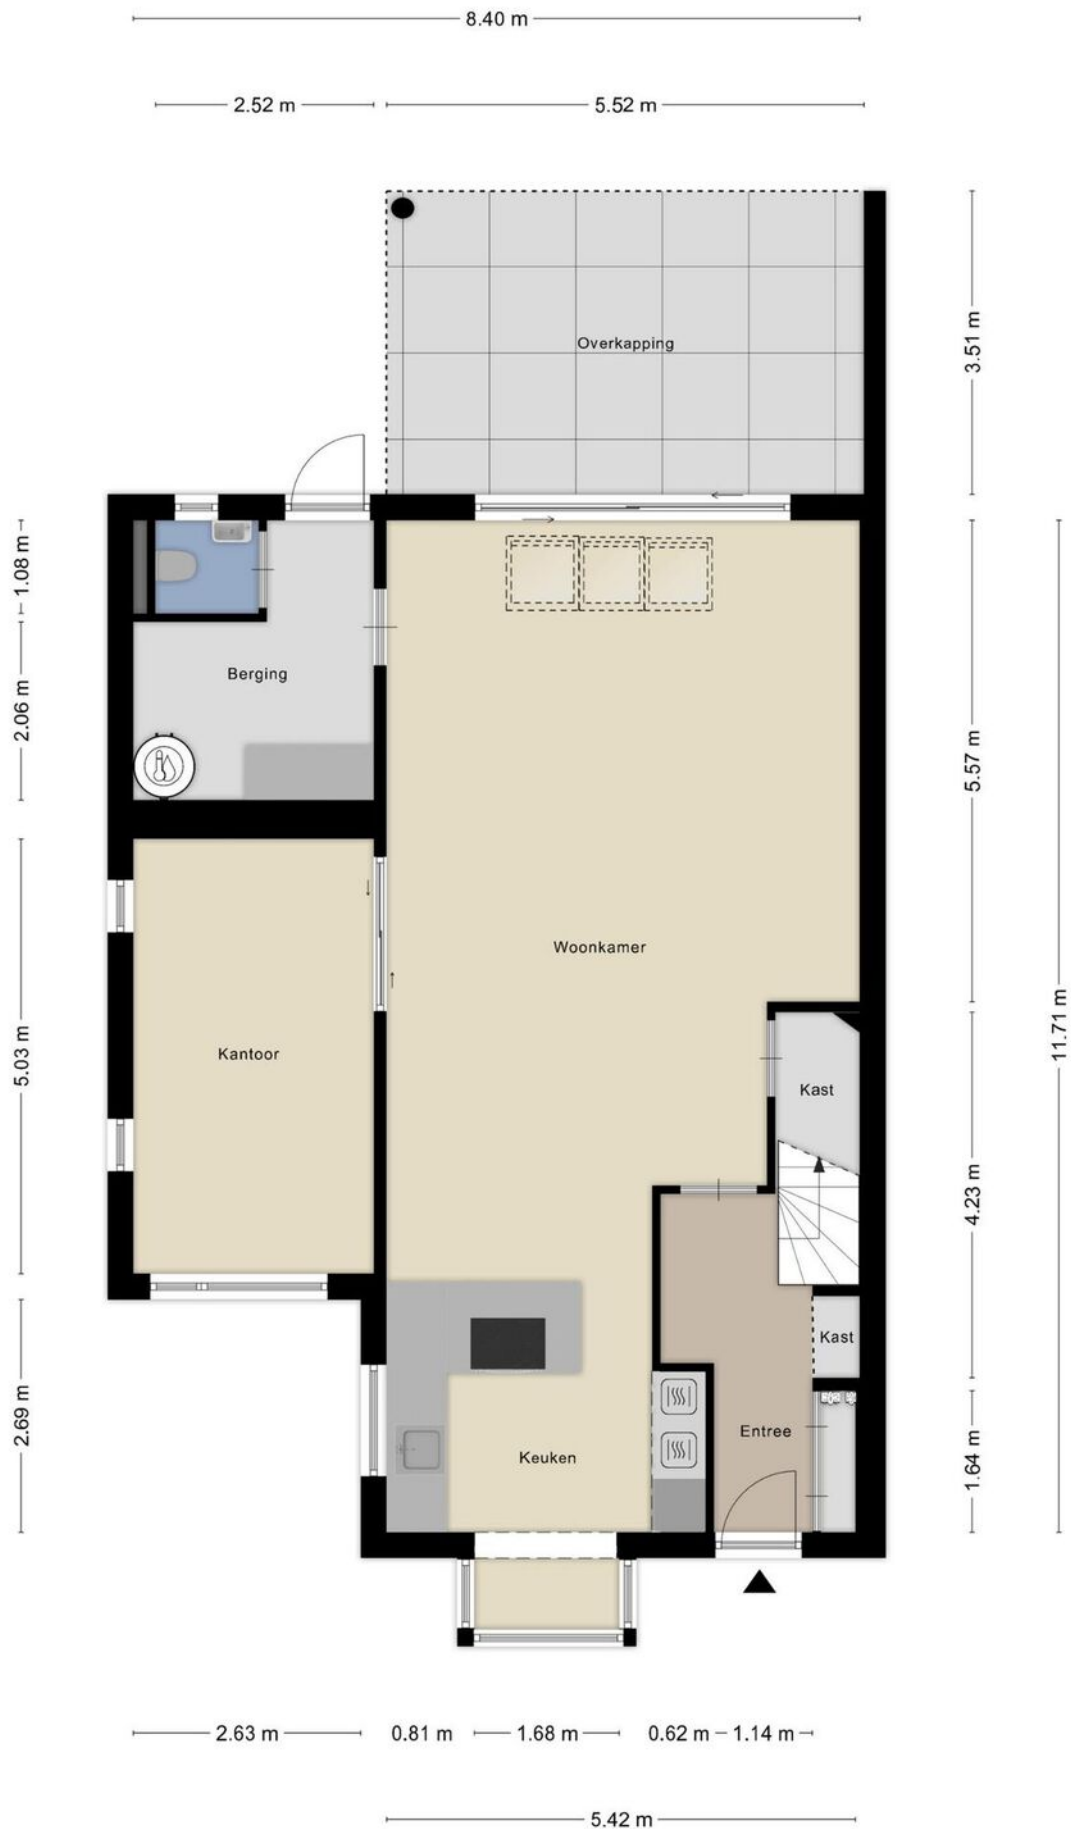 8.40 m
2.52 m
5.52 m
3.51 m
Overkapping
1.08 m
Berging
2.06 m
5.57 m
Woonkamer
11.71 m
Kantoor
5.03 m
Kast
4.23 m
Kast
2.69 m
Entree
1.64 m
Keuken
2.63 m
0.81 m
1.68 m
0.62 m
1.14 m
5.42 m